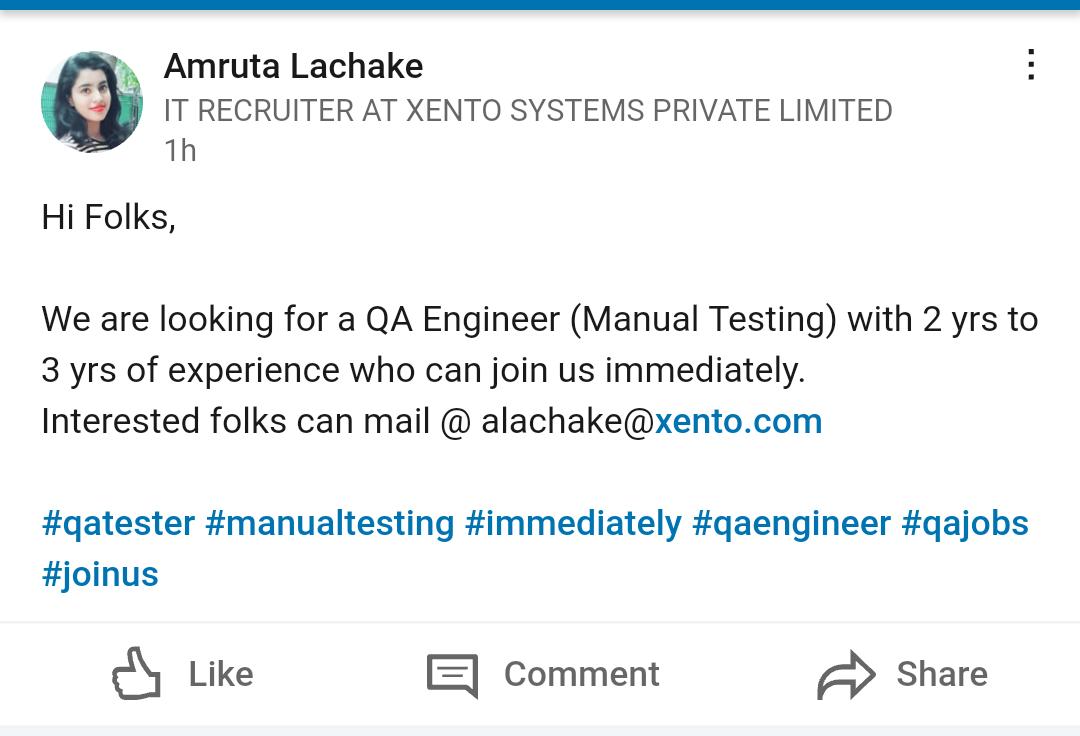 Amruta Lachake
IT RECRUITER AT XENTO SYSTEMS PRIVATE LIMITED
1h
Hi Folks,
We are looking for a QA Engineer (Manual Testing) with 2 yrs to
3 yrs of experience who can join us immediately.
Interested folks can mail @ alachake@xento.com
#qatester #manualtesting #immediately #qaengineer #qajobs
#joinus
Like Comment Share